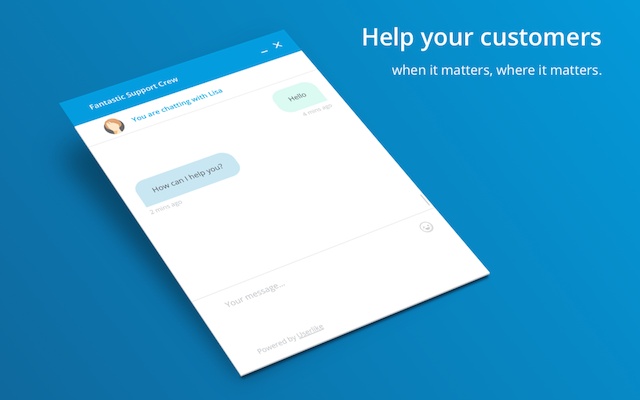 Help your customers
when it matters, where it matters.
Fantastic Support Crew
You are chatting with Lisa
Hello
4 mins ago
How can I help you?
3 mins ago
Your message...
Powered by Userlike